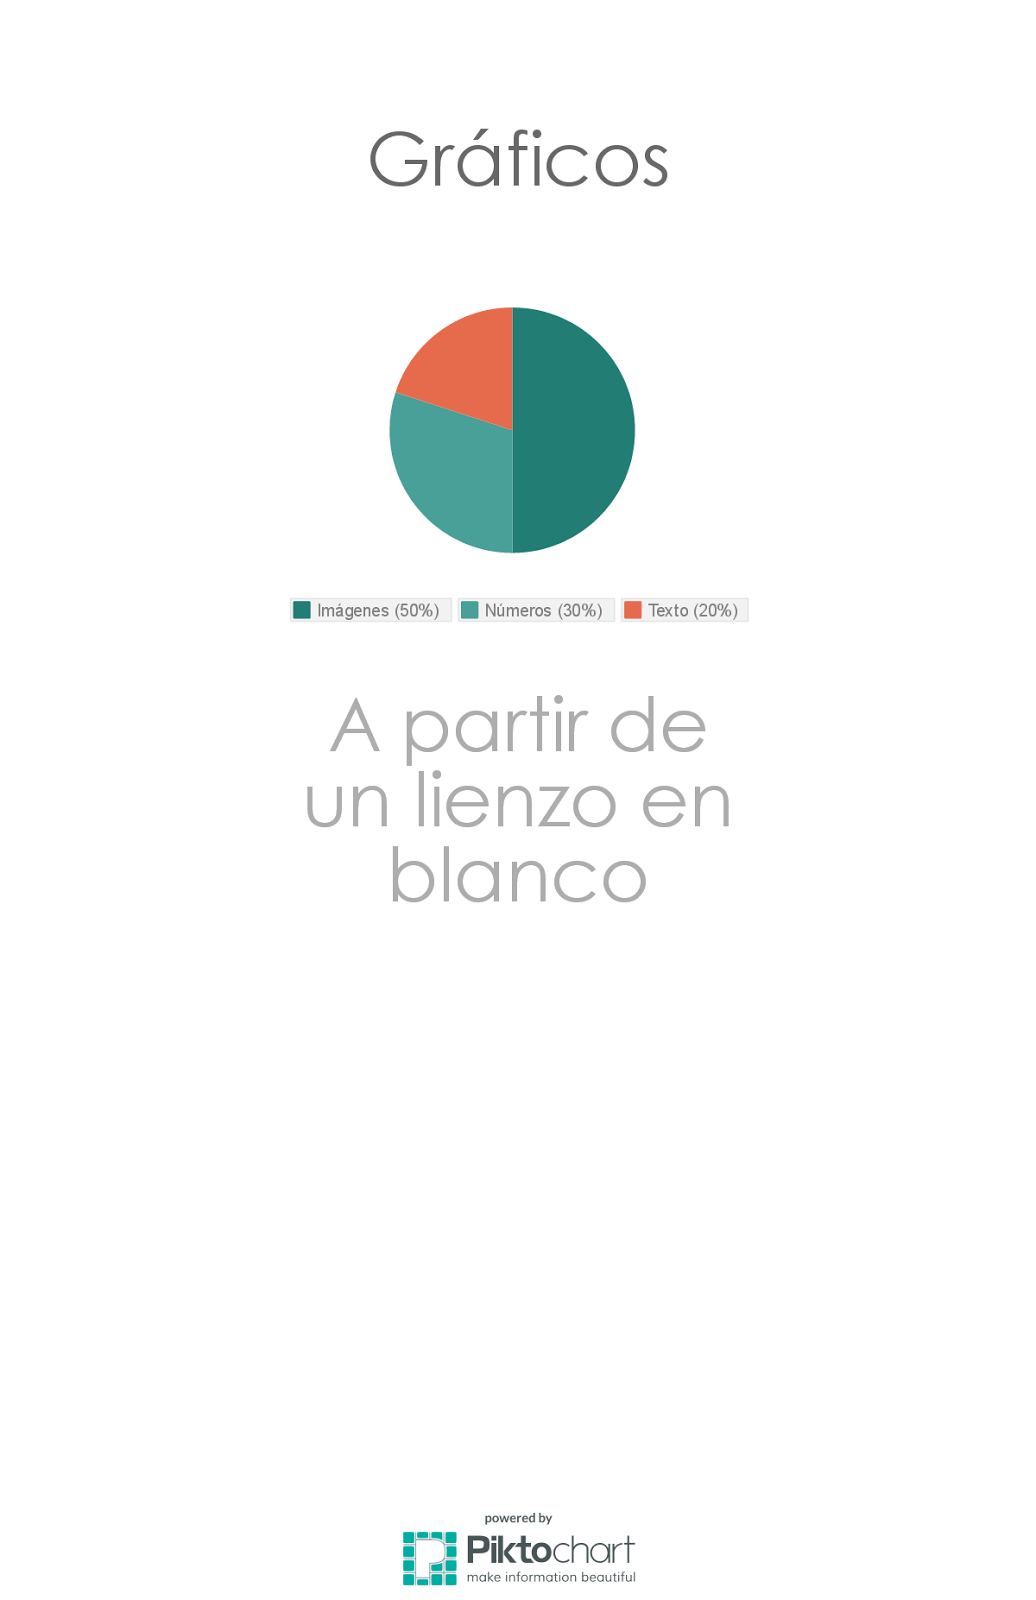 Gráficos
Imágenes (50%) Números (30%) Texto (20%)
A partir de
un lienzo en
blanco
powered by
Piktochart
make information beautiful